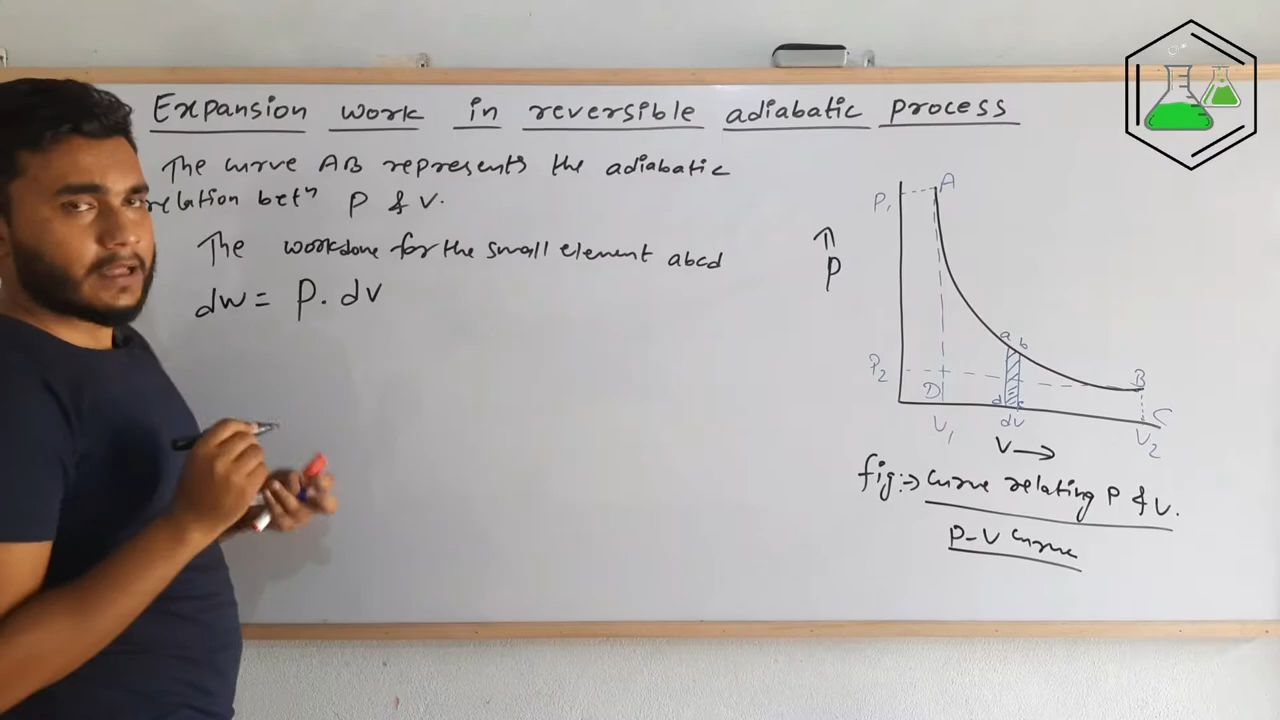 Expansion work in reversible adiabatic process
The curve AB represents the adiabatic
relation betⁿ P & V.
The workdone for the small element abcd
dw = P. dv
P₁
A
↑
P
a b
P₂
B
D
d c
V₁
dv
C
V₂
V →
fig:→ Curve relating P & V.
P-V Curve